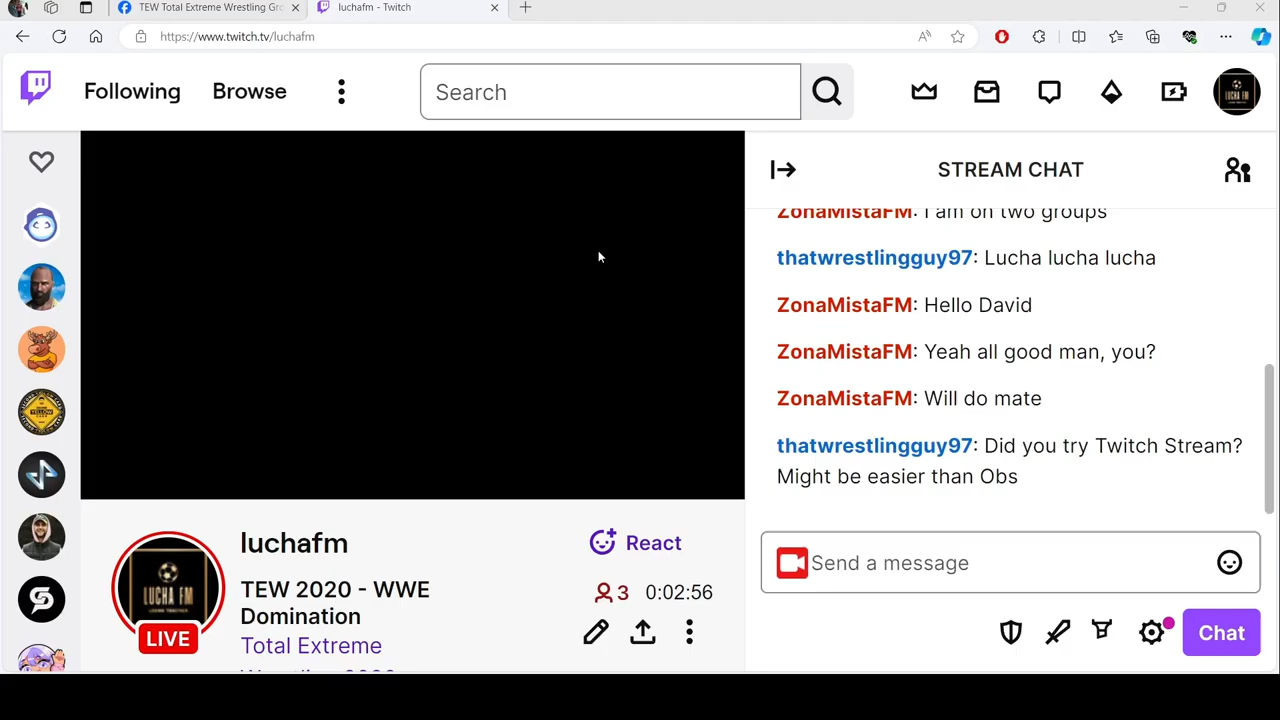 TEW Total Extreme Wrestling Gr
luchafm - Twitch
https://www.twitch.tv/luchafm
Following
Browse
Search
STREAM CHAT
ZonaMistaFM: I am on two groups
thatwrestlingguy97: Lucha lucha lucha
ZonaMistaFM: Hello David
ZonaMistaFM: Yeah all good man, you?
ZonaMistaFM: Will do mate
thatwrestlingguy97: Did you try Twitch Stream?
Might be easier than Obs
Send a message
Chat
LUCHA FM
LIVE
luchafm
React
TEW 2020 - WWE
Domination
3
0:02:56
Total Extreme